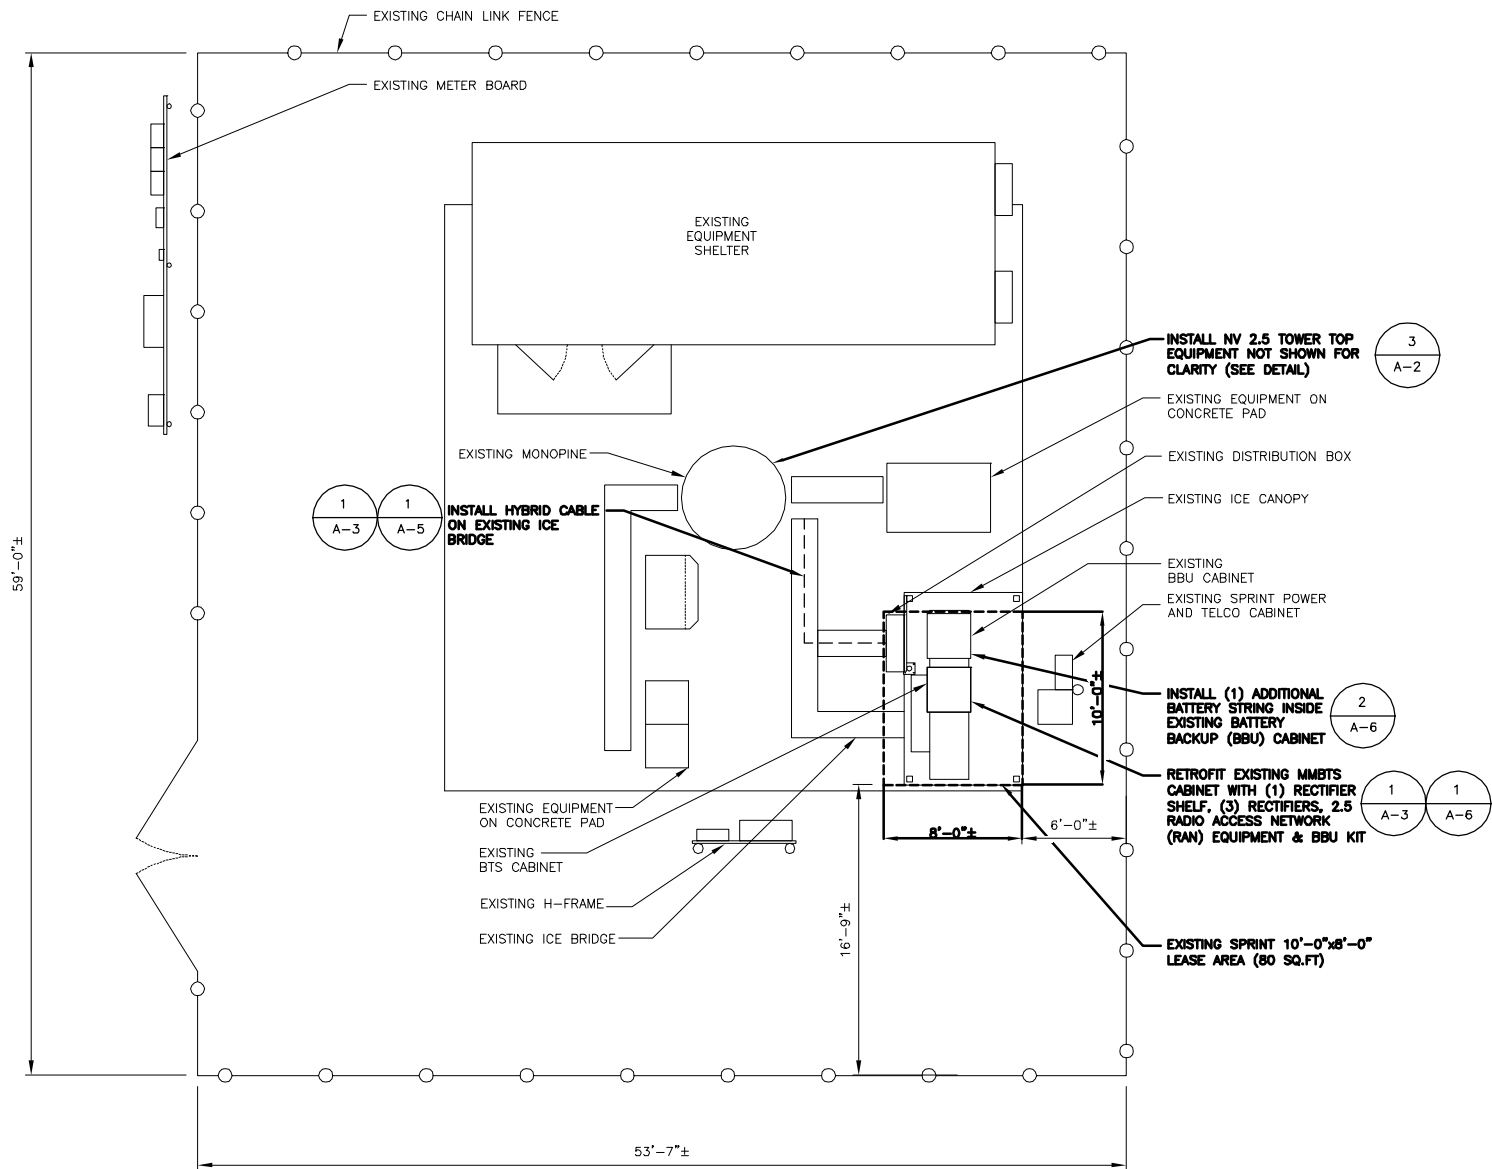 EXISTING CHAIN LINK FENCE
EXISTING METER BOARD
EXISTING
EQUIPMENT
SHELTER
INSTALL NV 2.5 TOWER TOP
EQUIPMENT NOT SHOWN FOR
CLARITY (SEE DETAIL)
3
A-2
EXISTING EQUIPMENT ON
CONCRETE PAD
EXISTING MONOPINE
EXISTING DISTRIBUTION BOX
EXISTING ICE CANOPY
1
A-3
1
A-5
INSTALL HYBRID CABLE
ON EXISTING ICE
BRIDGE
59'-0"±
EXISTING
BBU CABINET
EXISTING SPRINT POWER
AND TELCO CABINET
10'-0"±
INSTALL (1) ADDITIONAL
BATTERY STRING INSIDE
EXISTING BATTERY
BACKUP (BBU) CABINET
2
A-6
RETROFIT EXISTING MMBTS
CABINET WITH (1) RECTIFIER
SHELF, (3) RECTIFIERS, 2.5
RADIO ACCESS NETWORK
(RAN) EQUIPMENT & BBU KIT
1
A-3
1
A-6
EXISTING EQUIPMENT
ON CONCRETE PAD
8'-0"±
6'-0"±
EXISTING
BTS CABINET
EXISTING H-FRAME
EXISTING ICE BRIDGE
16'-9"±
EXISTING SPRINT 10'-0"x8'-0"
LEASE AREA (80 SQ.FT)
53'-7"±